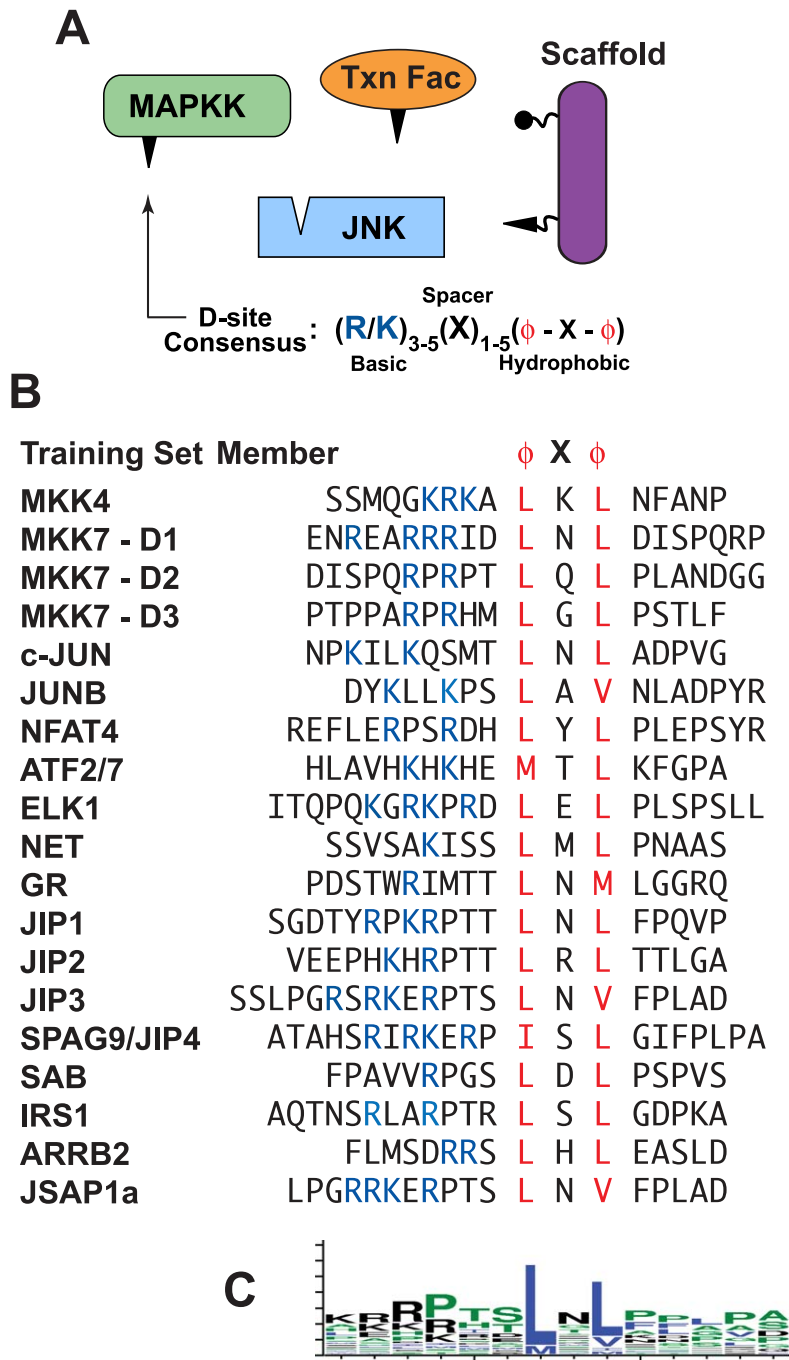 A
Scaffold
MAPKK
Txn Fac
JNK
Spacer
D-site Consensus : (R/K)3-5(X)1-5(ϕ - X - ϕ)
Basic Hydrophobic
B
Training Set Member ϕ X ϕ
MKK4 SSMQGKRKA L K L NFANP
MKK7 - D1 ENREARRRID L N L DISPQRP
MKK7 - D2 DISPQRPRPT L Q L PLANDGG
MKK7 - D3 PTPPARPRHM L G L PSTLF
c-JUN NPKILKQSMT L N L ADPVG
JUNB DYKLLKPS L A V NLADPYR
NFAT4 REFLERPSRDH L Y L PLEPSYR
ATF2/7 HLAVHKHKHE M T L KFGPA
ELK1 ITQPQKGRKPRD L E L PLSPSLL
NET SSVSAKISS L M L PNAAS
GR PDSTWRIMTT L N M LGGRQ
JIP1 SGDTYRPKRPTT L N L FPQVP
JIP2 VEEPHKHRPTT L R L TTLGA
JIP3 SSLPGRSRKERPTS L N V FPLAD
SPAG9/JIP4 ATAHSRIRKERP I S L GIFPLPA
SAB FPAVVRPGS L D L PSPVS
IRS1 AQTNSRLARPTR L S L GDPKA
ARRB2 FLMSDRRS L H L EASLD
JSAP1a LPGRRKERPTS L N V FPLAD
C